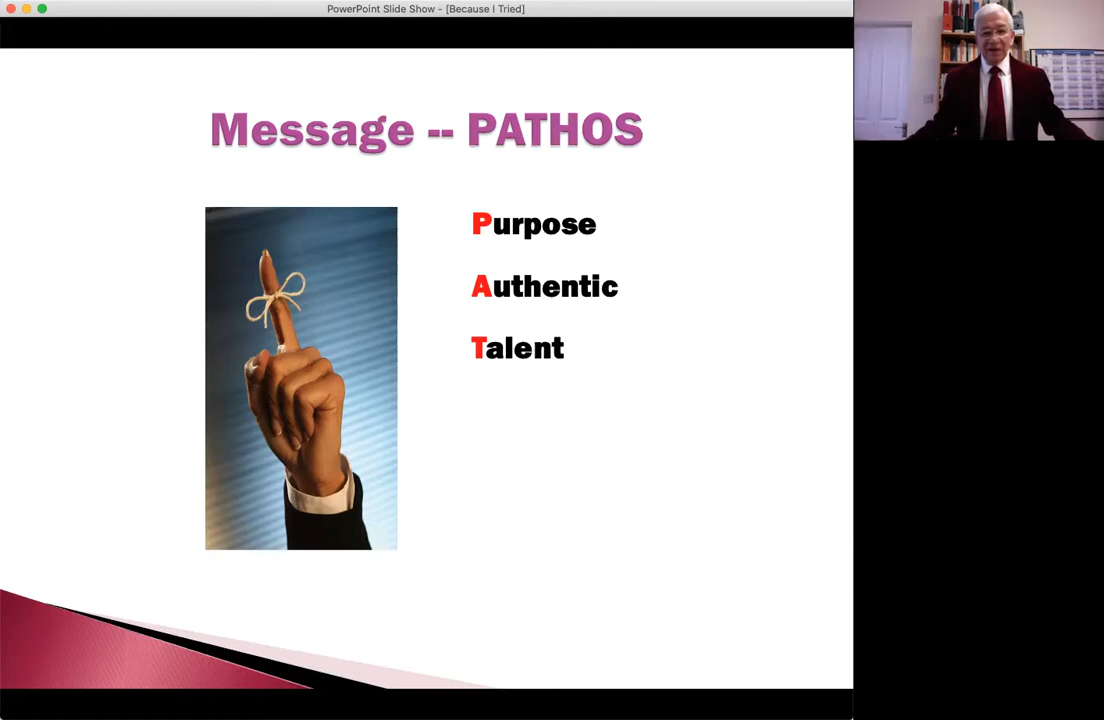 PowerPoint Slide Show - [Because I Tried]
Message -- PATHOS
Purpose
Authentic
Talent